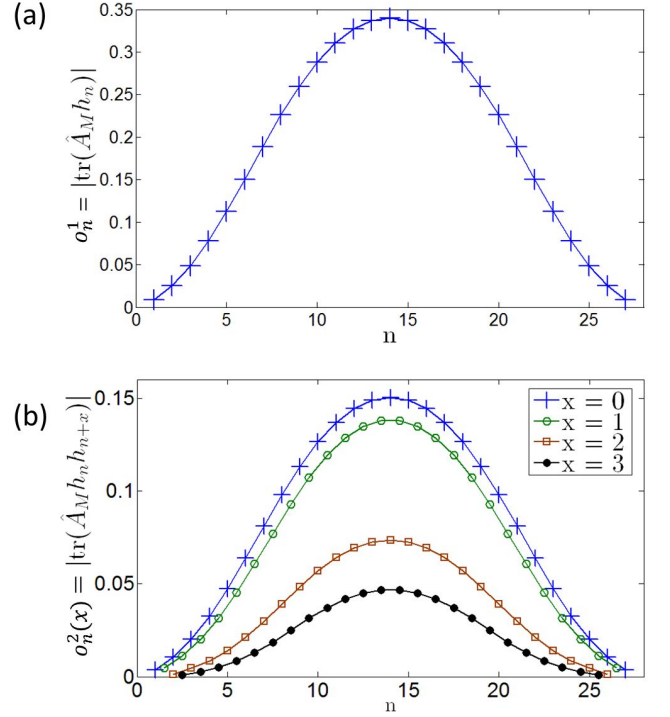 (a)
0.35
0.3
0.25
0.2
0.15
0.1
0.05
0
o_n^1 = |tr(Â_M h_n)|
0 5 10 15 20 25
n
(b)
0.15
0.1
0.05
0
o_n^2(x) = |tr(Â_M h_n h_{n+x})|
x = 0
x = 1
x = 2
x = 3
0 5 10 15 20 25
n